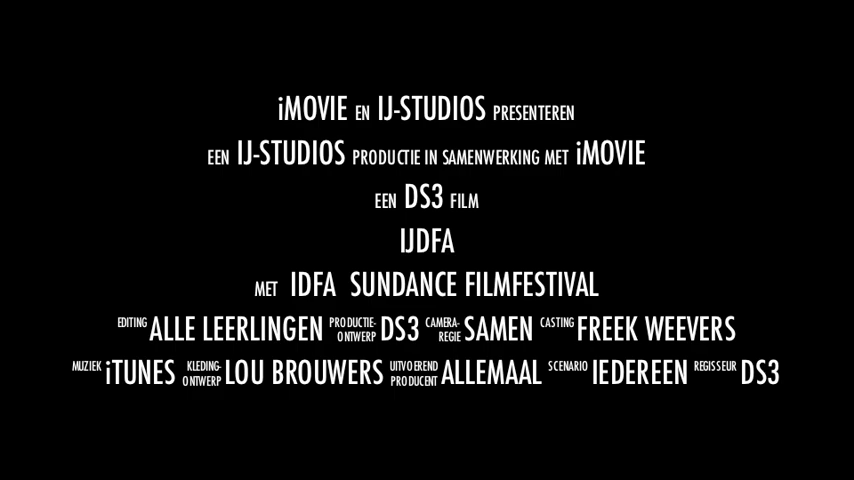 iMOVIE EN IJ-STUDIOS PRESENTEREN
EEN IJ-STUDIOS PRODUCTIE IN SAMENWERKING MET iMOVIE
EEN DS3 FILM
IJDFA
MET IDFA SUNDANCE FILMFESTIVAL
EDITING ALLE LEERLINGEN PRODUCTIE-ONTWERP DS3 CAMERA-REGIE SAMEN CASTING FREEK WEEVERS
MUZIEK iTUNES KLEDING-ONTWERP LOU BROUWERS UITVOEREND PRODUCENT ALLEMAAL SCENARIO IEDEREEN REGISSEUR DS3